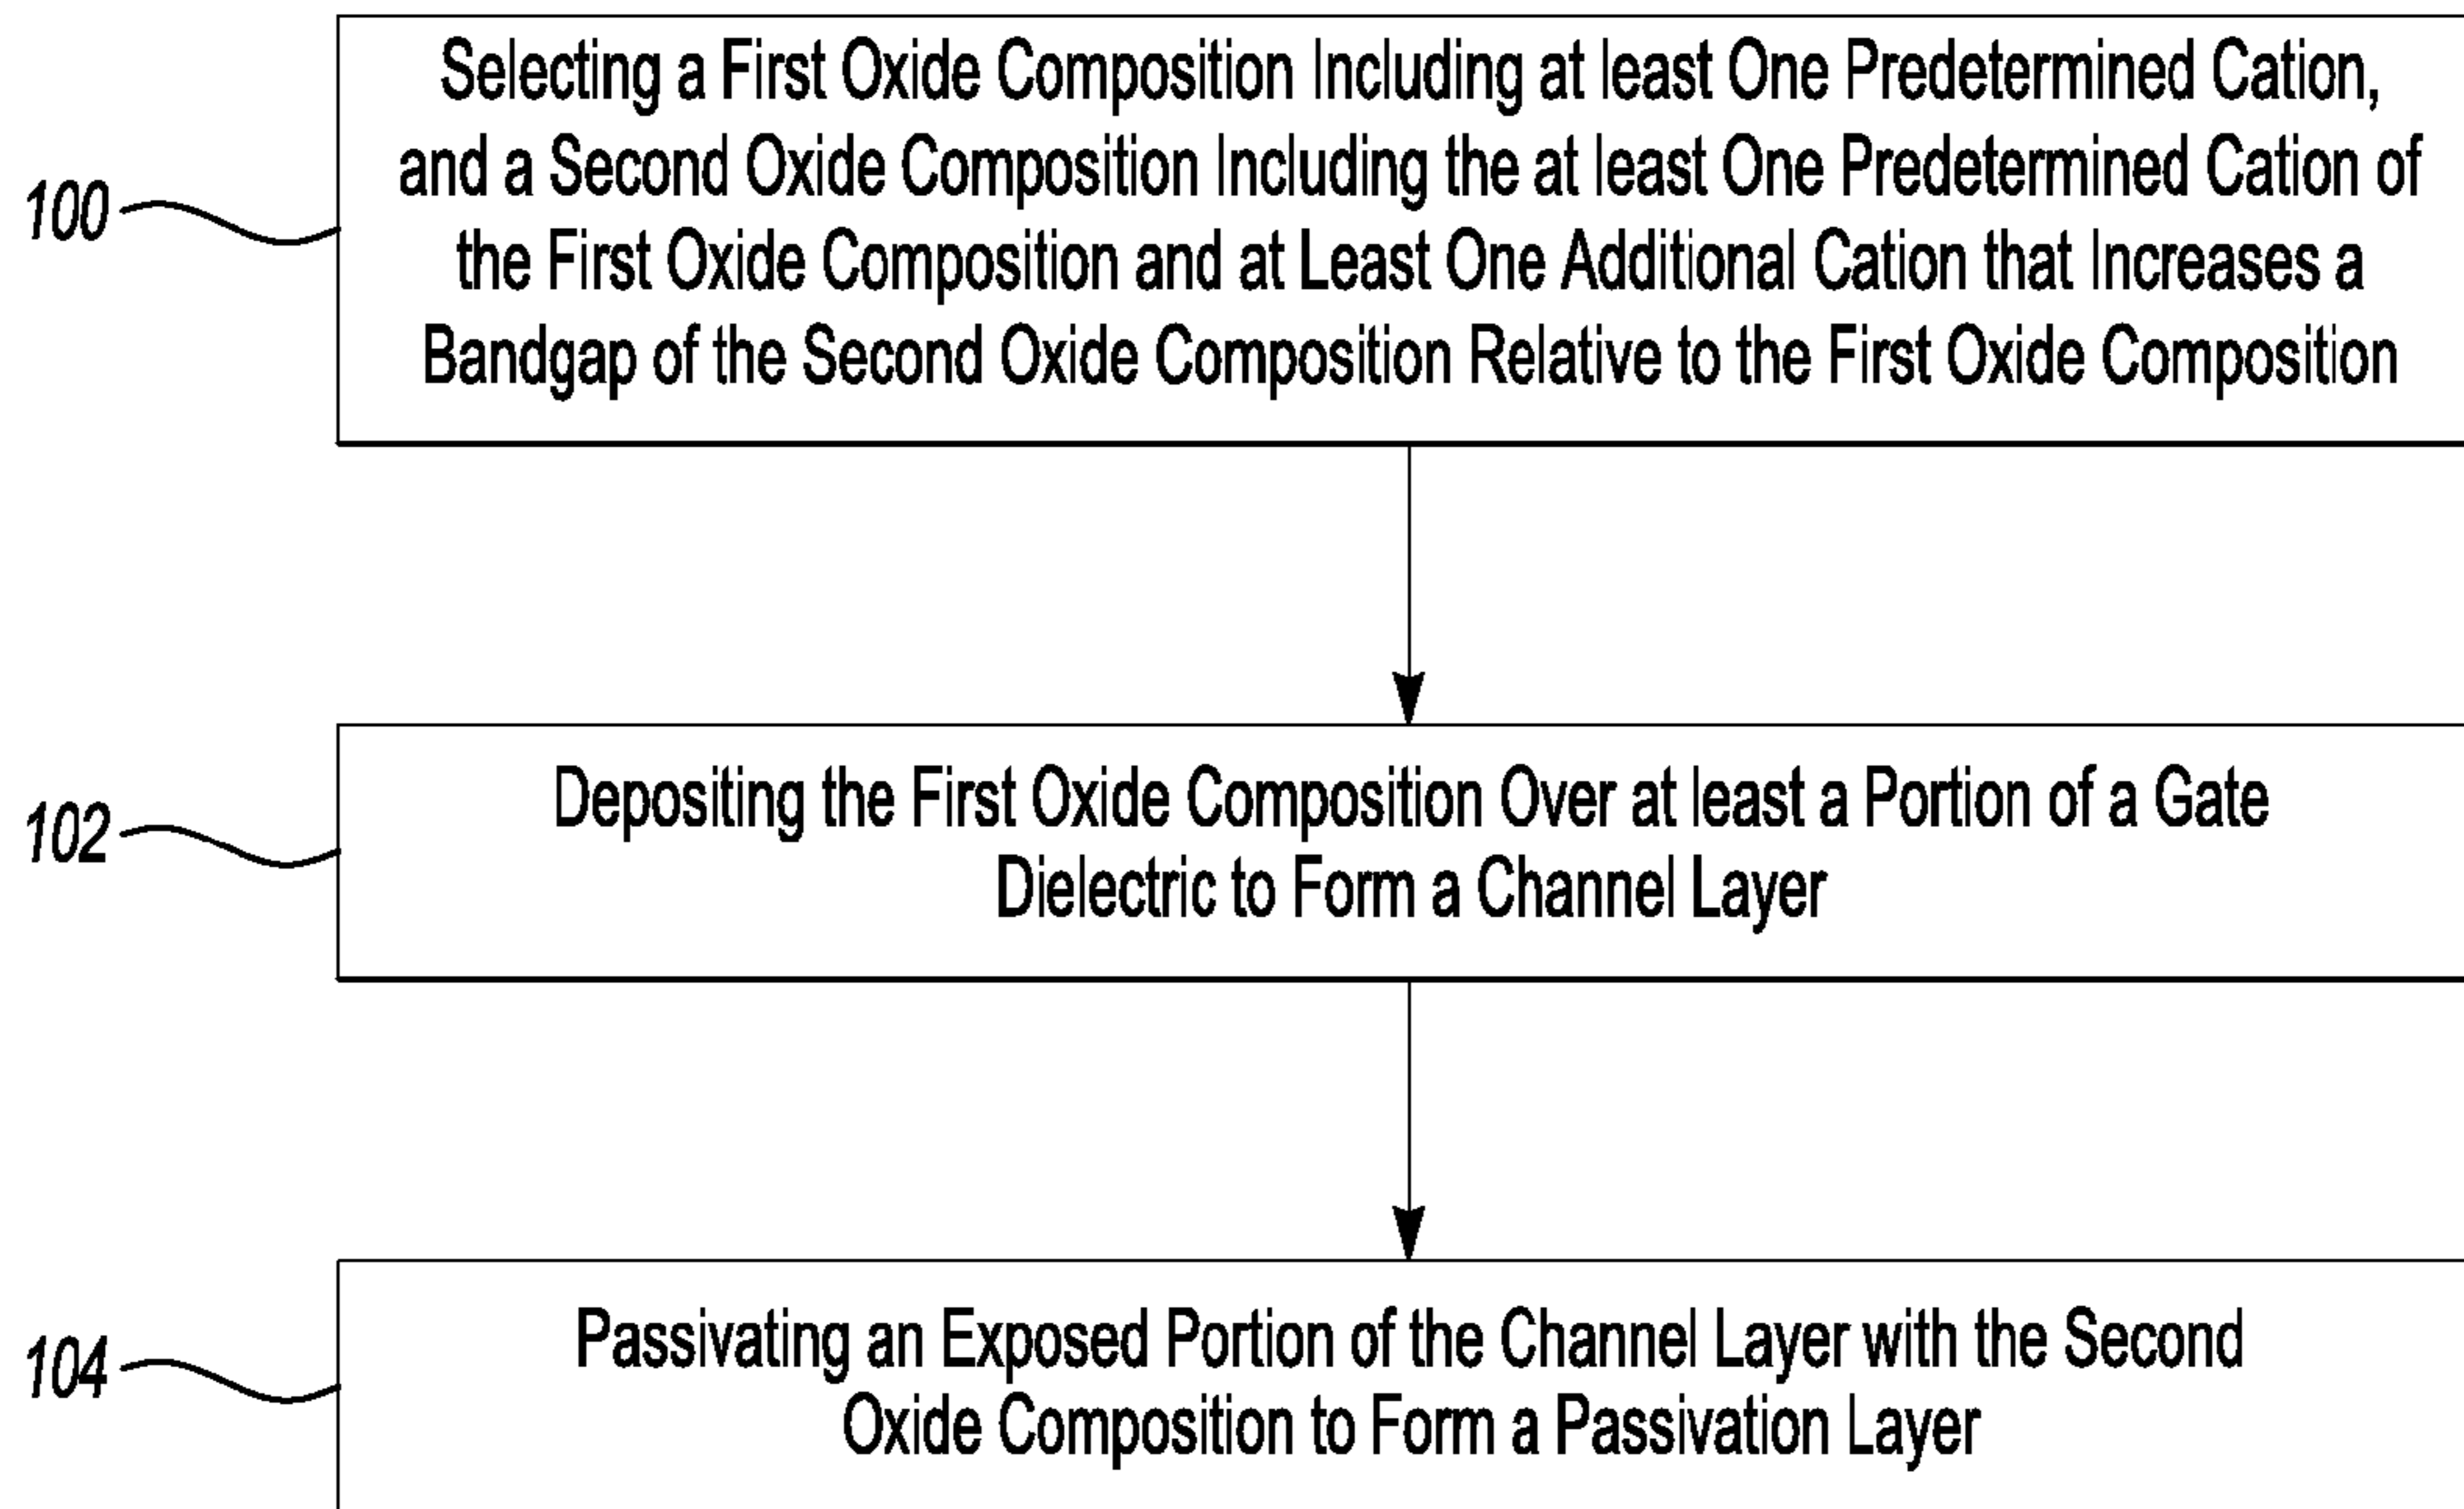 Selecting a First Oxide Composition Including at least One Predetermined Cation,
and a Second Oxide Composition Including the at least One Predetermined Cation of
100
the First Oxide Composition and at Least One Additional Cation that Increases a
Bandgap of the Second Oxide Composition Relative to the First Oxide Composition
Depositing the First Oxide Composition Over at least a Portion of a Gate
102
Dielectric to Form a Channel Layer
Passivating an Exposed Portion of the Channel Layer with the Second
104
Oxide Composition to Form a Passivation Layer